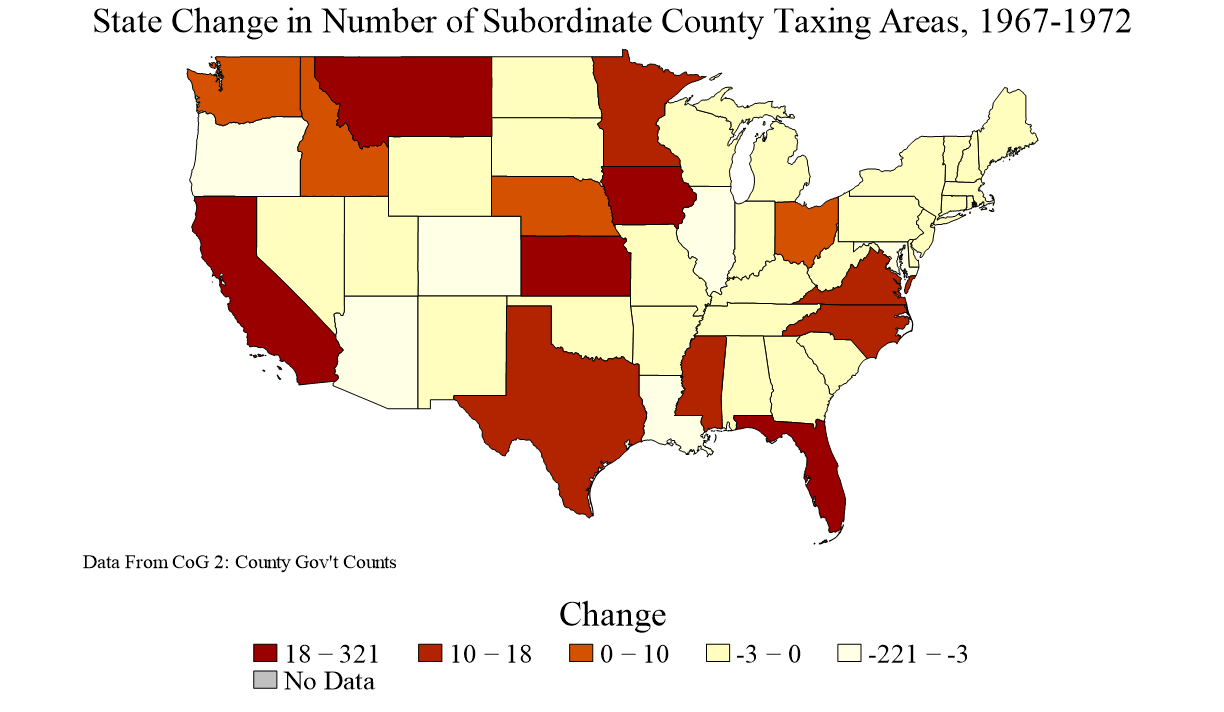 State Change in Number of Subordinate County Taxing Areas, 1967-1972
Data From CoG 2: County Gov't Counts
Change
18 − 321 10 − 18 0 − 10 -3 − 0 -221 − -3
No Data